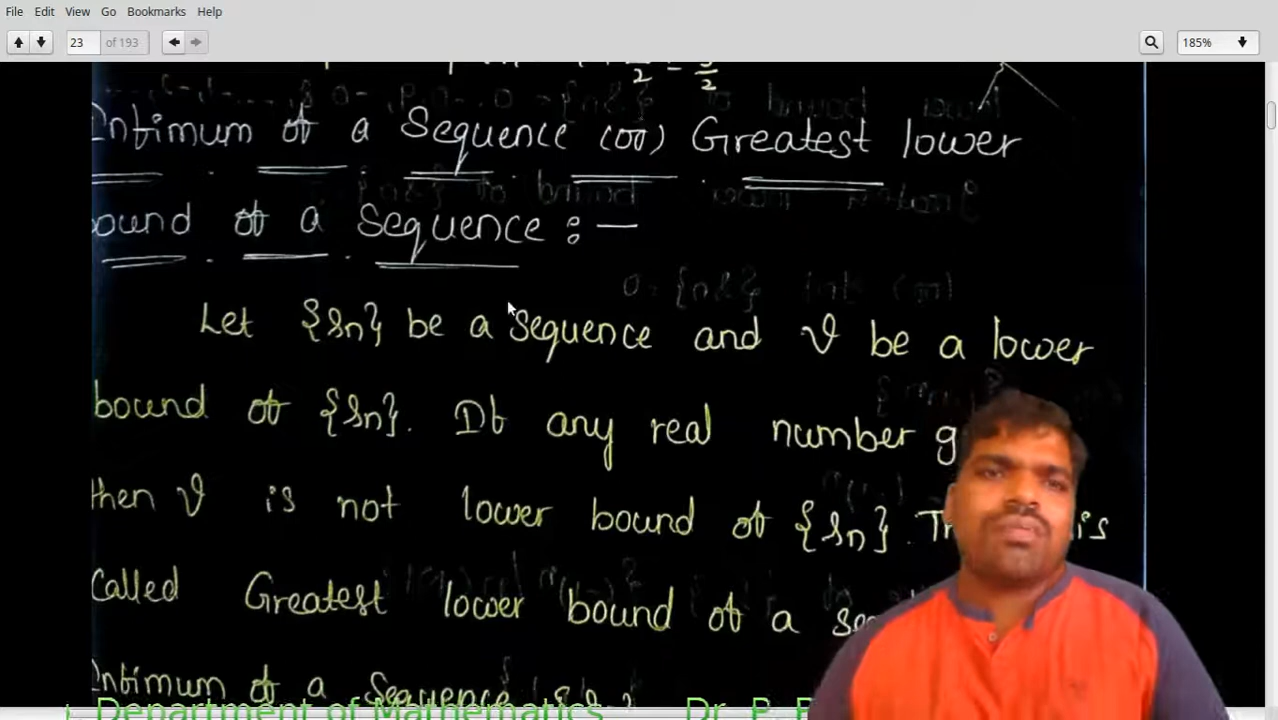 File Edit View Go Bookmarks Help
23 of 193 185%
Infimum of a Sequence (or) Greatest lower
bound of a Sequence :-
Let {Sn} be a Sequence and v be a lower
bound of {Sn}. If any real number
then v is not lower bound of {Sn}. is
Called Greatest lower bound of a
Infimum of a Sequence
Department of Mathematics Dr. P.